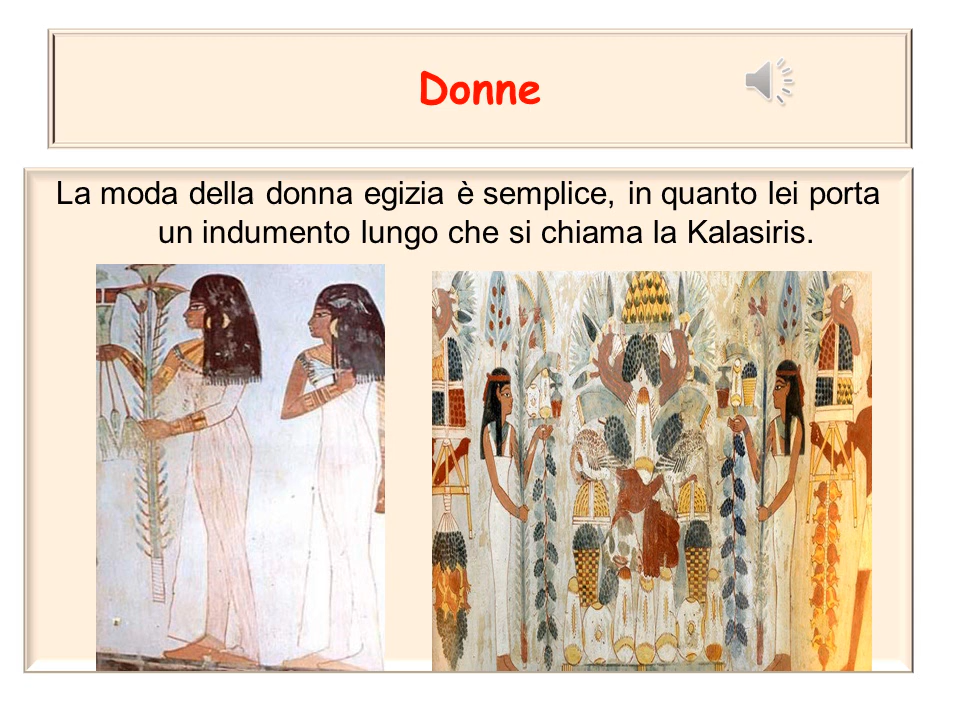 Donne
La moda della donna egizia è semplice, in quanto lei porta
un indumento lungo che si chiama la Kalasiris.